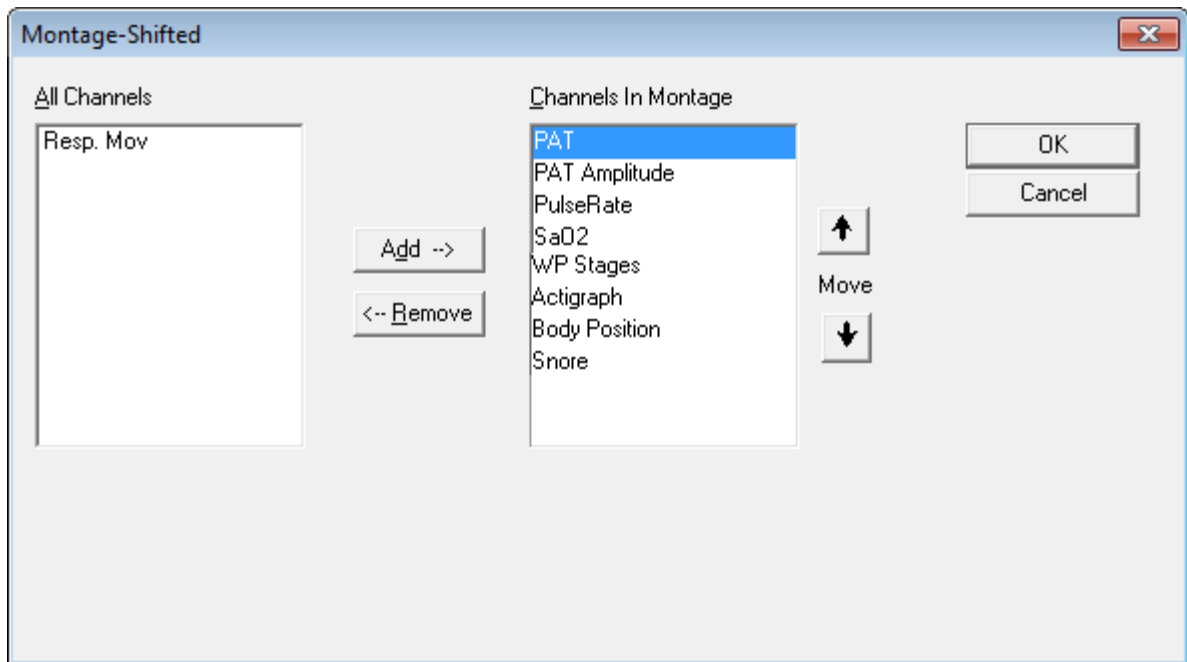 Montage-Shifted
All Channels
Resp. Mov
Add -->
<-- Remove
Channels In Montage
PAT
PAT Amplitude
PulseRate
SaO2
WP Stages
Actigraph
Body Position
Snore
Move
OK
Cancel